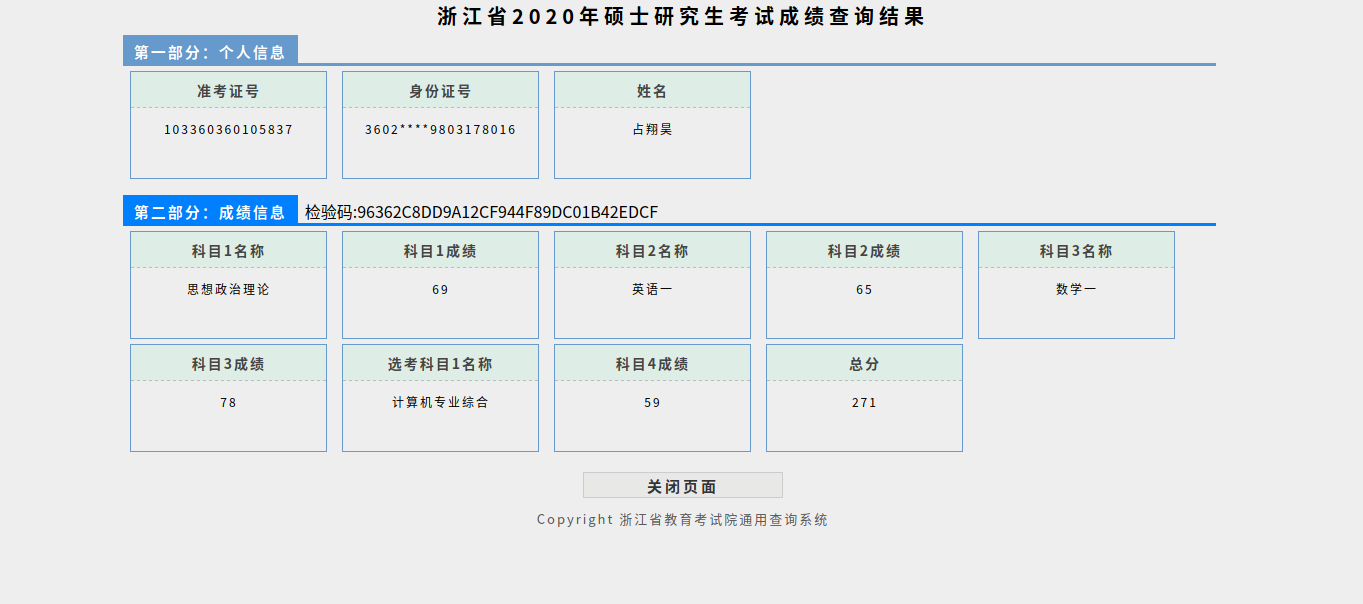 浙江省2020年硕士研究生考试成绩查询结果
第一部分：个人信息
准考证号 身份证号 姓名
103360360105837 3602****9803178016 占翔昊
第二部分：成绩信息 检验码:96362C8DD9A12CF944F89DC01B42EDCF
科目1名称 科目1成绩 科目2名称 科目2成绩 科目3名称
思想政治理论 69 英语一 65 数学一
科目3成绩 选考科目1名称 科目4成绩 总分
78 计算机专业综合 59 271
关闭页面
Copyright 浙江省教育考试院通用查询系统